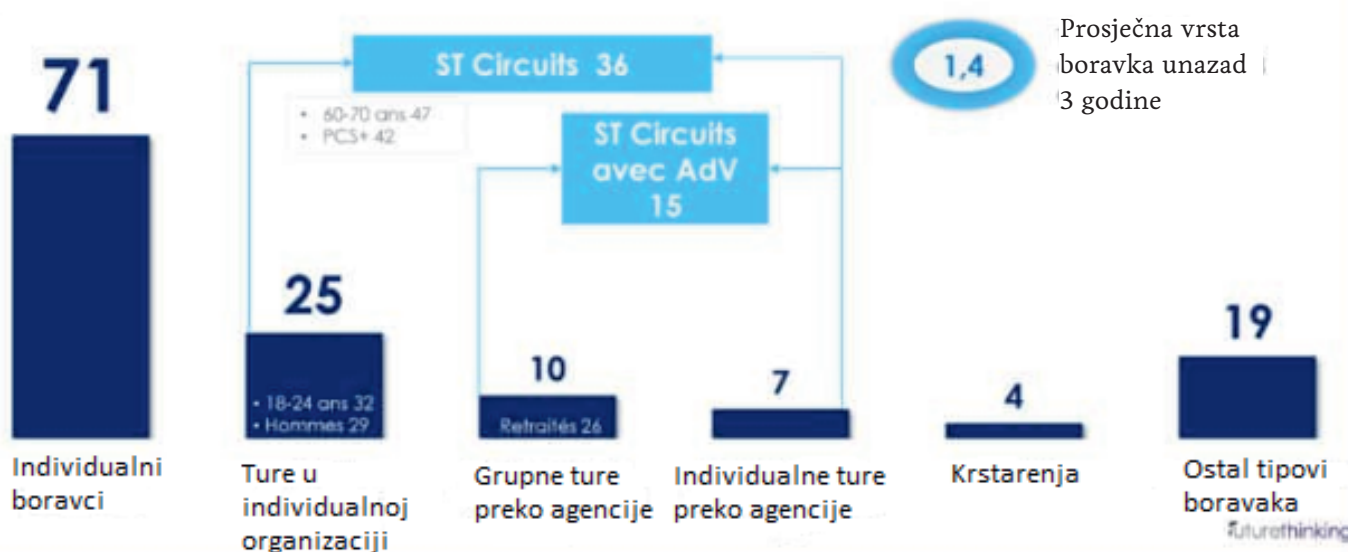 71
ST Circuits 36
• 60-70 ans 47
• PCS+ 42
ST Circuits
avec AdV
15
1,4
Prosječna vrsta
boravka unazad
3 godine
25
• 18-24 ans 32
• Hommes 29
10
Retraités 26
7
4
19
Individualni
boravci
Ture u
individualnoj
organizaciji
Grupne ture
preko agencije
Individualne ture
preko agencije
Krstarenja
Ostal tipovi
boravaka
futurethinking